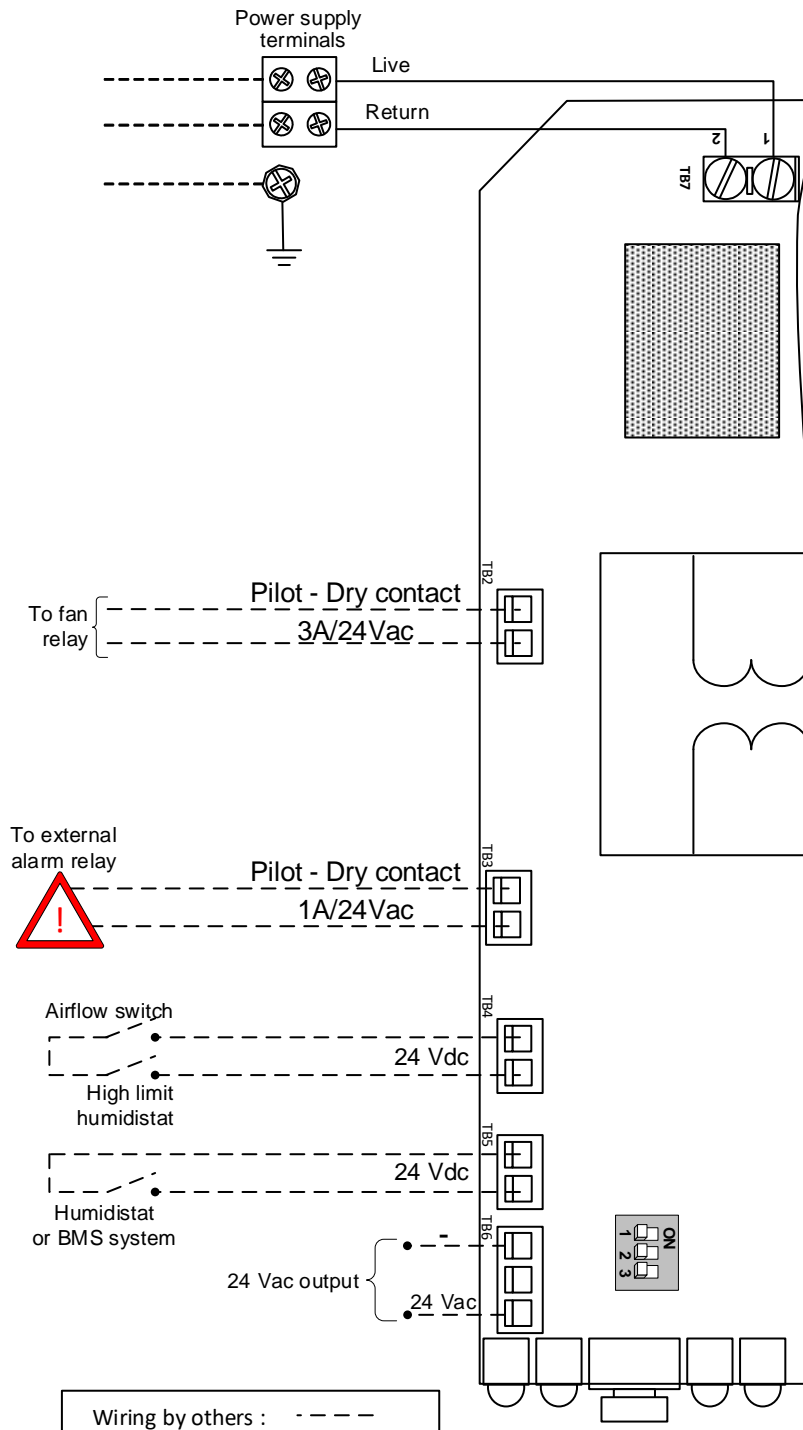 Power supply
terminals
Live
Return
2
1
TB7
TB2
Pilot - Dry contact
To fan
relay
3A/24Vac
To external
alarm relay
TB3
Pilot - Dry contact
!
1A/24Vac
Airflow switch
TB4
24 Vdc
High limit
humidistat
TB5
24 Vdc
Humidistat
or BMS system
TB6
-
24 Vac output
24 Vac
ON
1
2
3
Wiring by others :